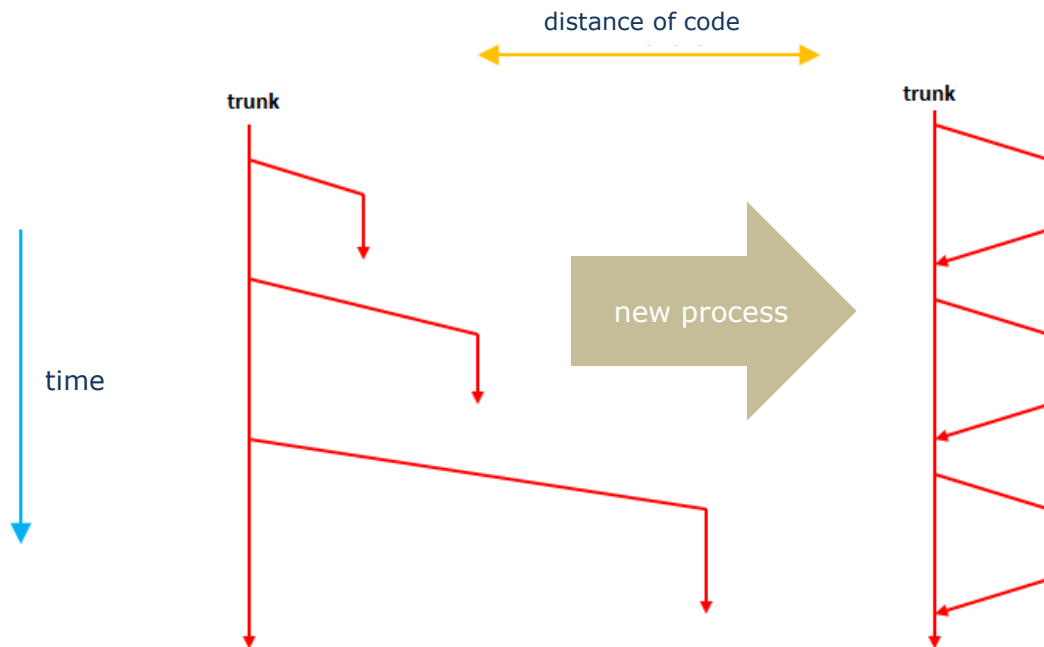 distance of code
trunk
trunk
new process
time